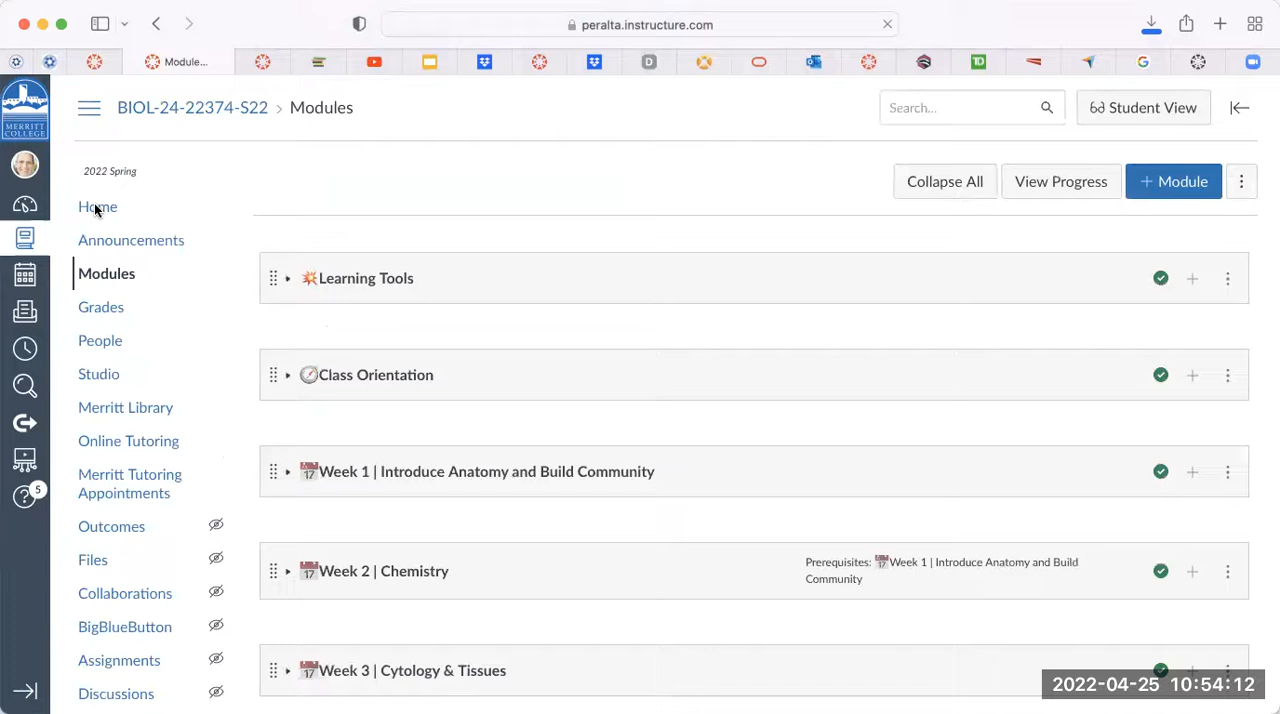 peralta.instructure.com
Module...
MERRITT
COLLEGE
BIOL-24-22374-S22 › Modules
Search...
Student View
2022 Spring
Collapse All
View Progress
+ Module
Home
Announcements
Modules
Grades
People
Studio
Merritt Library
Online Tutoring
Merritt Tutoring
Appointments
Outcomes
Files
Collaborations
BigBlueButton
Assignments
Discussions
5
💥Learning Tools
🧭Class Orientation
📅Week 1 | Introduce Anatomy and Build Community
📅Week 2 | Chemistry
Prerequisites: 📅Week 1 | Introduce Anatomy and Build
Community
📅Week 3 | Cytology & Tissues
2022-04-25 10:54:12